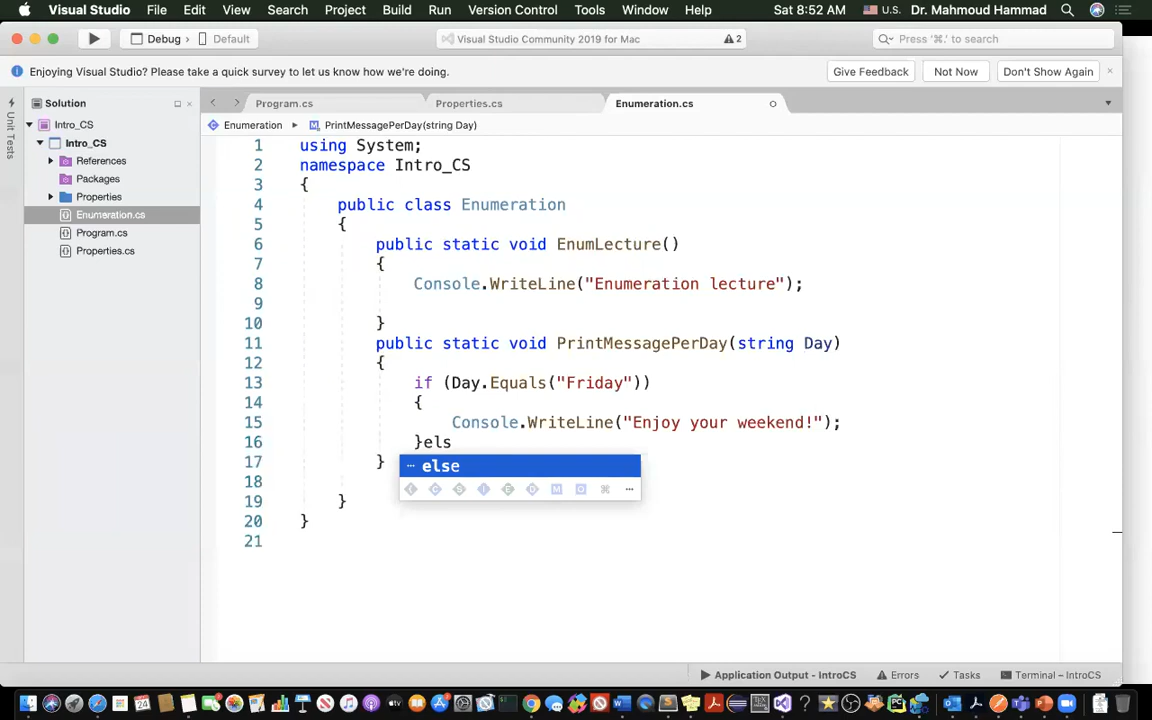 Visual Studio File Edit View Search Project Build Run Version Control Tools Window Help Sat 8:52 AM U.S. Dr. Mahmoud Hammad
Debug › Default Visual Studio Community 2019 for Mac 2 Press '⌘.' to search
Enjoying Visual Studio? Please take a quick survey to let us know how we're doing. Give Feedback Not Now Don't Show Again
Solution
Program.cs Properties.cs Enumeration.cs
Unit Tests
Intro_CS
Intro_CS
References
Packages
Properties
Enumeration.cs
Program.cs
Properties.cs
Enumeration PrintMessagePerDay(string Day)
1 using System;
2 namespace Intro_CS
3 {
4 public class Enumeration
5 {
6 public static void EnumLecture()
7 {
8 Console.WriteLine("Enumeration lecture");
9
10 }
11 public static void PrintMessagePerDay(string Day)
12 {
13 if (Day.Equals("Friday"))
14 {
15 Console.WriteLine("Enjoy your weekend!");
16 }els
17 }
else
18
19 }
20 }
21
Application Output – IntroCS Errors Tasks Terminal – IntroCS